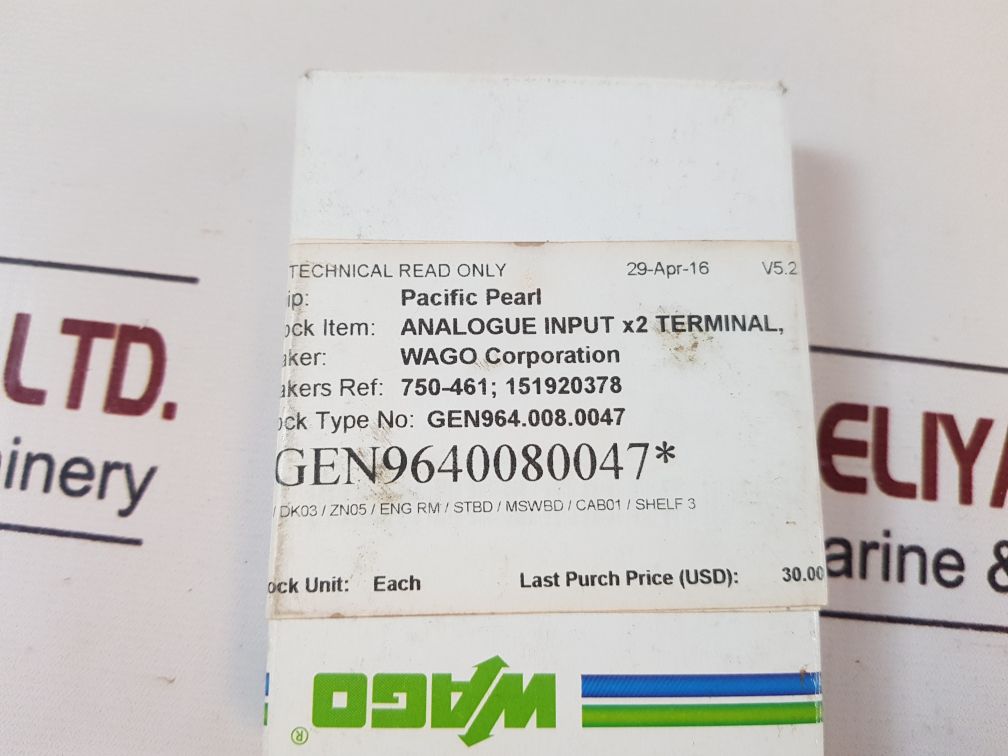 TECHNICAL READ ONLY 29-Apr-16 V5.2
ip: Pacific Pearl
ock Item: ANALOGUE INPUT x2 TERMINAL,
aker: WAGO Corporation
akers Ref: 750-461; 151920378
ock Type No: GEN964.008.0047
GEN9640080047*
/ DK03 / ZN05 / ENG RM / STBD / MSWBD / CAB01 / SHELF 3
ock Unit: Each Last Purch Price (USD): 30.00
WAGO®
LTD.
inery
ELIYA
arine &